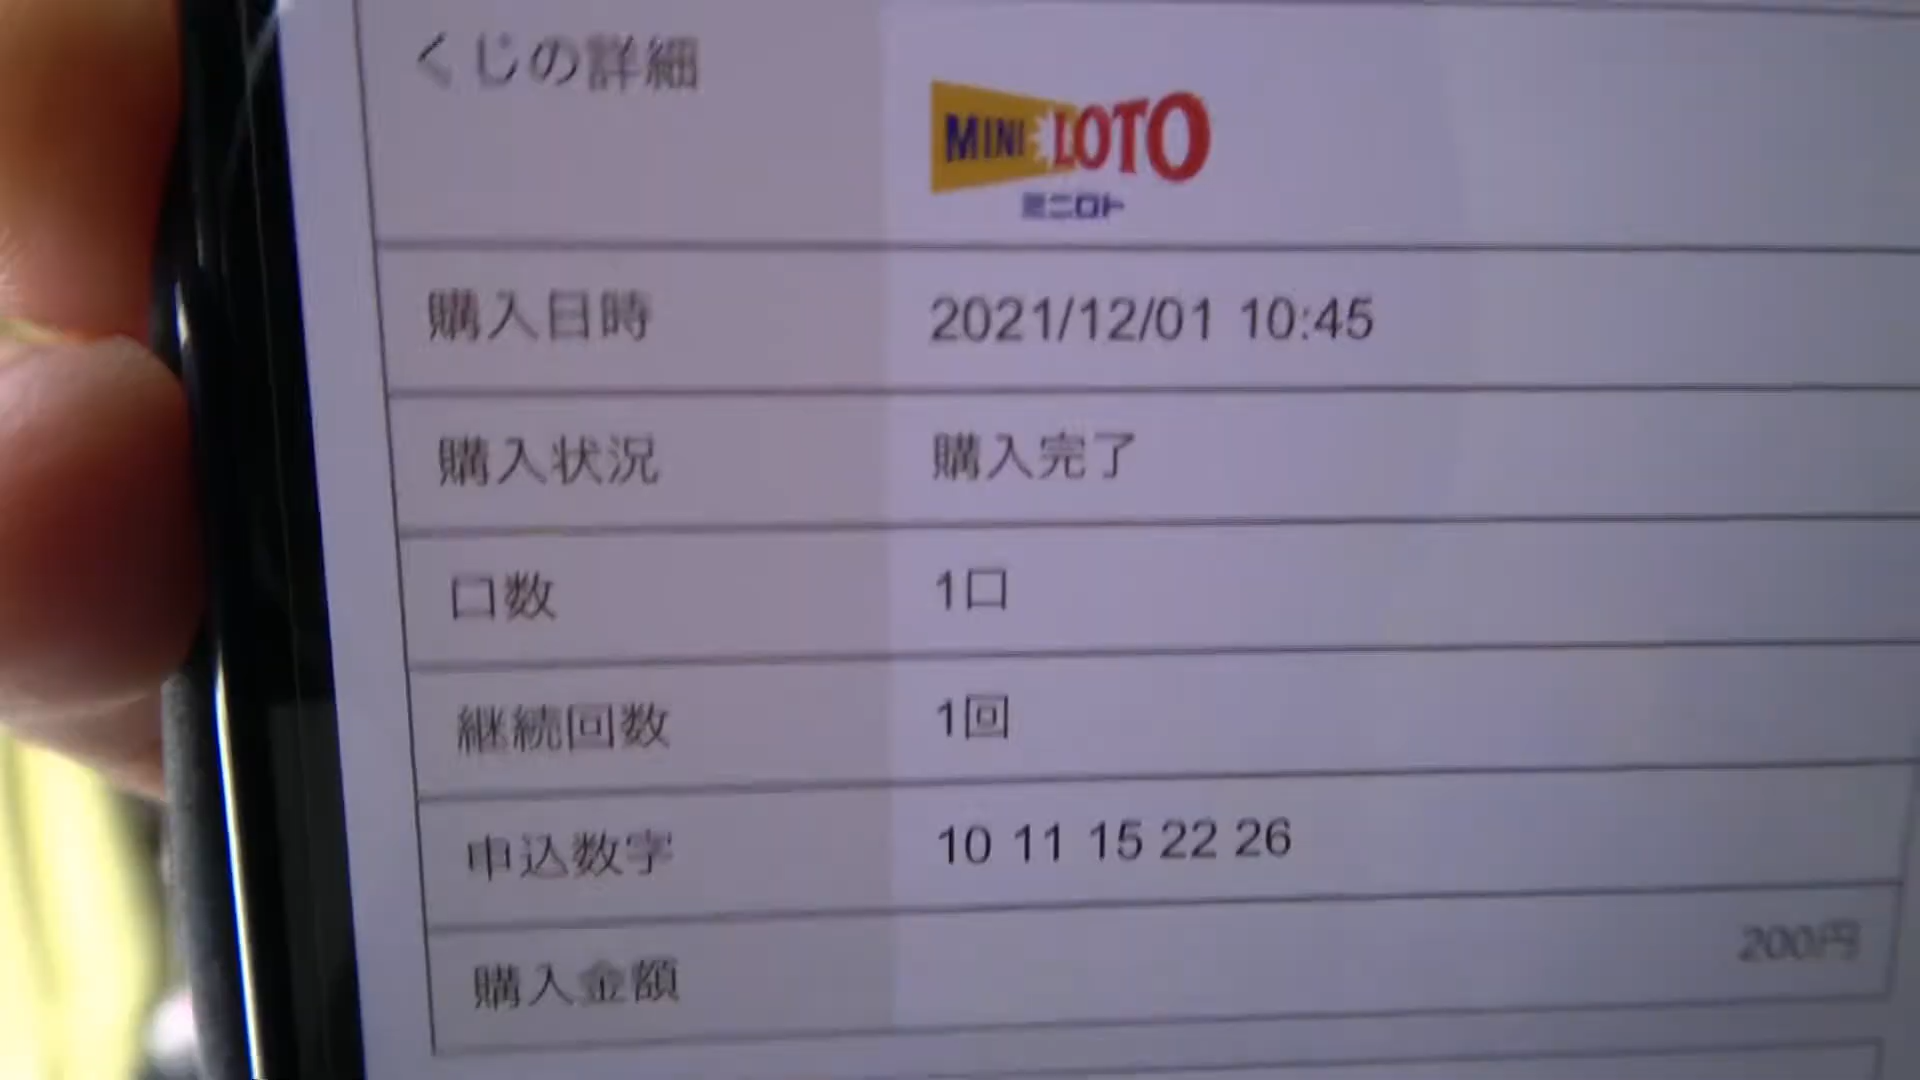 くじの詳細
MINI LOTO
ミニロト
購入日時 2021/12/01 10:45
購入状況 購入完了
口数 1口
継続回数 1回
申込数字 10 11 15 22 26
購入金額 200円